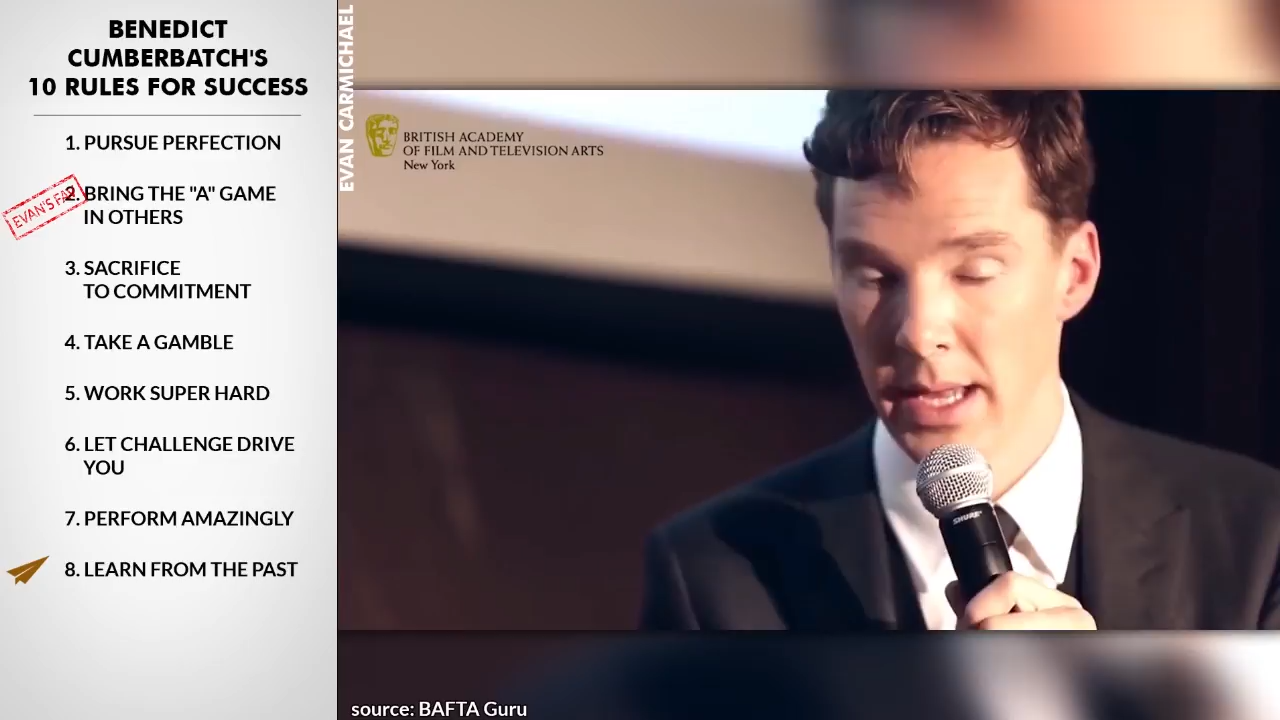 BENEDICT
CUMBERBATCH'S
10 RULES FOR SUCCESS
1. PURSUE PERFECTION
2. BRING THE "A" GAME
IN OTHERS
EVAN'S
3. SACRIFICE
TO COMMITMENT
4. TAKE A GAMBLE
5. WORK SUPER HARD
6. LET CHALLENGE DRIVE
YOU
7. PERFORM AMAZINGLY
8. LEARN FROM THE PAST
EVAN CARMICHAEL
BRITISH ACADEMY
OF FILM AND TELEVISION ARTS
New York
SHURE
source: BAFTA Guru